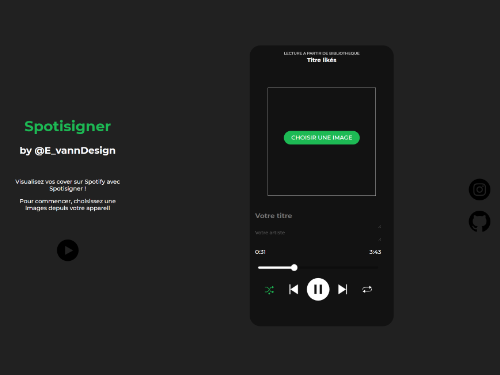 Spotisigner
by @E_vannDesign
Visualisez vos cover sur Spotify avec
Spotisigner !
Pour commencer, choisissez une
images depuis votre appareil
LECTURE À PARTIR DE BIBLIOTHÈQUE
Titre likés
CHOISIR UNE IMAGE
Votre titre
Votre artiste
0:31
3:43